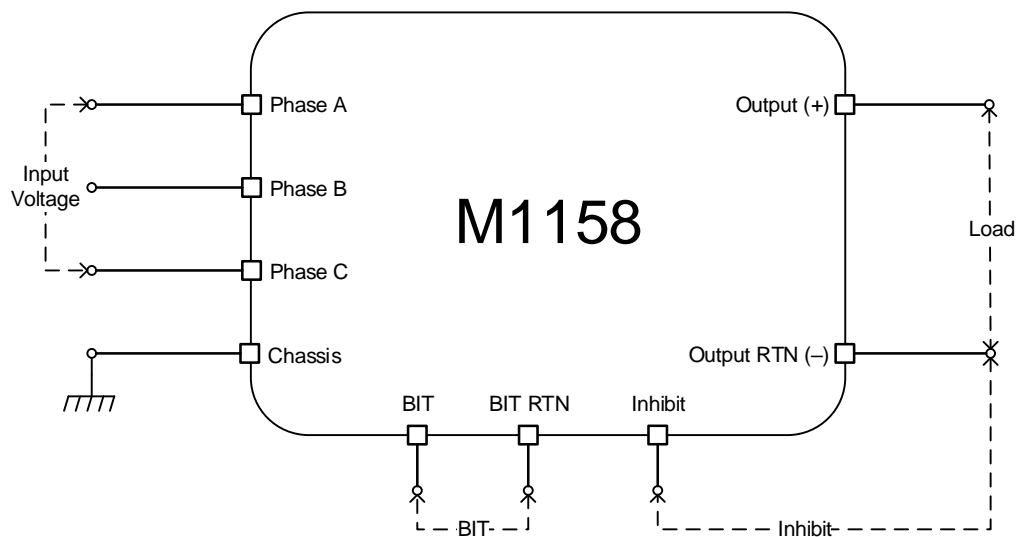 Phase A
Output (+)
Input
Voltage
Phase B
M1158
Load
Phase C
Chassis
Output RTN (–)
BIT
BIT RTN
Inhibit
BIT
Inhibit